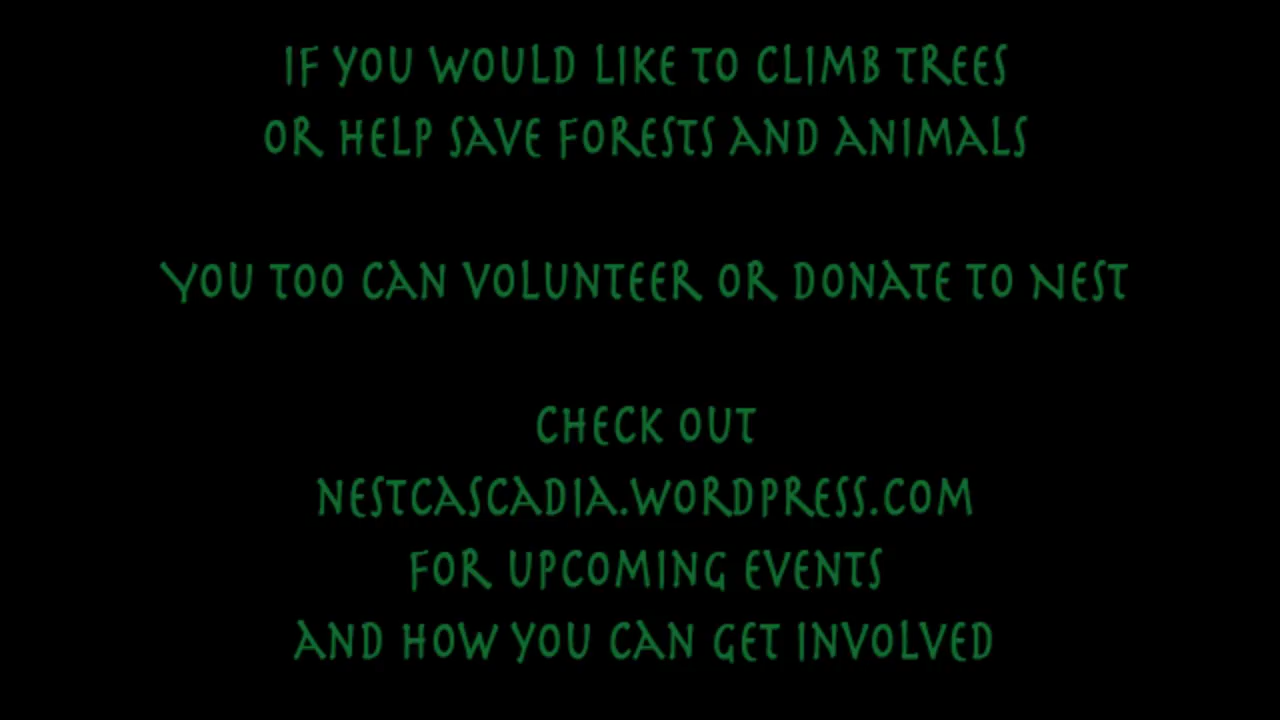 IF YOU WOULD LIKE TO CLIMB TREES
OR HELP SAVE FORESTS AND ANIMALS
YOU TOO CAN VOLUNTEER OR DONATE TO NEST
CHECK OUT
NESTCASCADIA.WORDPRESS.COM
FOR UPCOMING EVENTS
AND HOW YOU CAN GET INVOLVED